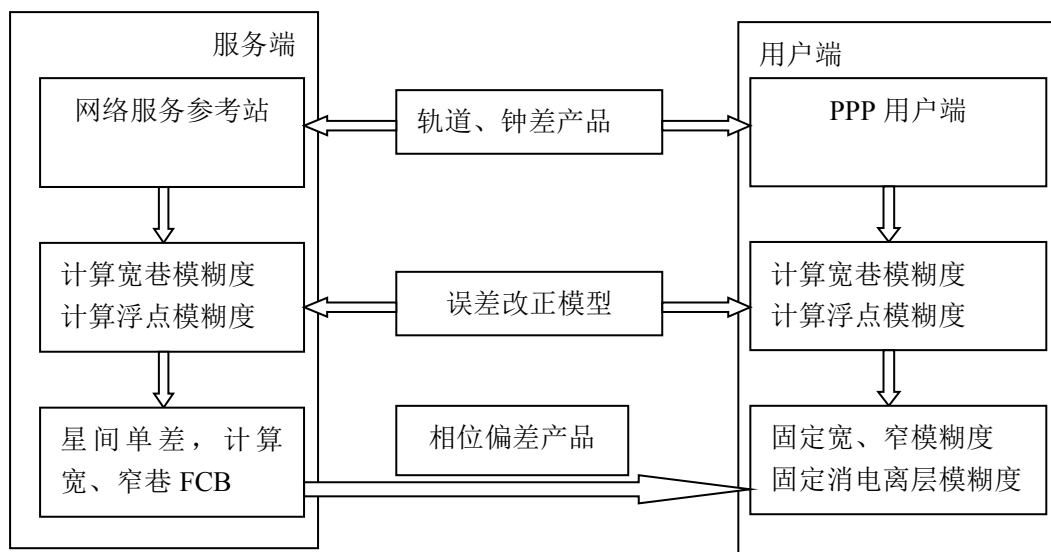 服务端
网络服务参考站
计算宽巷模糊度
计算浮点模糊度
星间单差，计算
宽、窄巷 FCB
轨道、钟差产品
误差改正模型
相位偏差产品
用户端
PPP 用户端
计算宽巷模糊度
计算浮点模糊度
固定宽、窄模糊度
固定消电离层模糊度